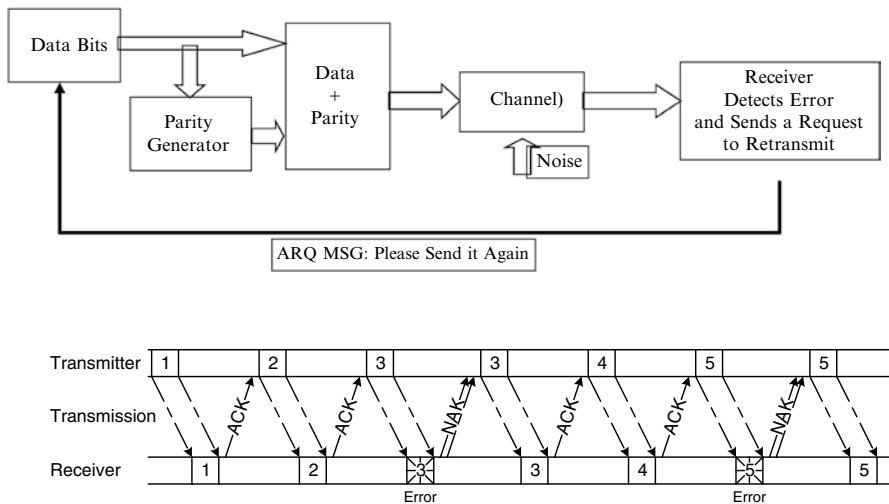 Data Bits
Parity
Generator
Data
+
Parity
Channel)
Noise
Receiver
Detects Error
and Sends a Request
to Retransmit
ARQ MSG: Please Send it Again
Transmitter 1 2 3 3 4 5 5
Transmission ACK ACK NAK ACK ACK NAK
Receiver 1 2 3 3 4 5 5
Error Error